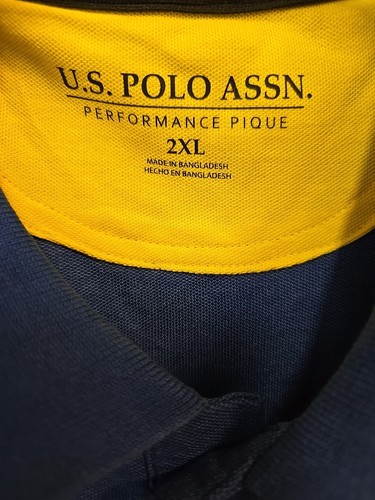 U.S. POLO ASSN.
PERFORMANCE PIQUE
2XL
MADE IN BANGLADESH
HECHO EN BANGLADESH